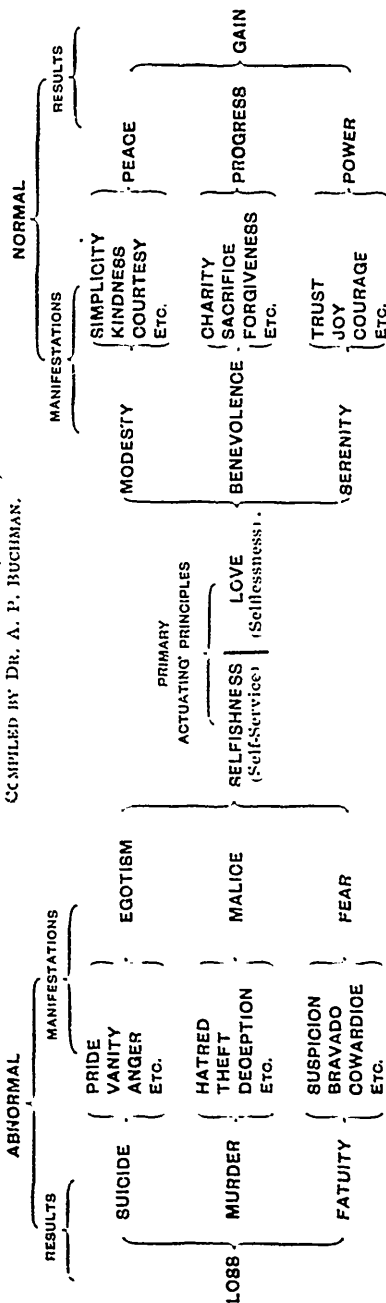 COMPILED BY DR. A. P. BUCHMAN.
ABNORMAL
RESULTS
MANIFESTATIONS
LOSS
SUICIDE
PRIDE
VANITY
ANGER
ETC.
EGOTISM
MURDER
HATRED
THEFT
DECEPTION
ETC.
MALICE
FATUITY
SUSPICION
BRAVADO
COWARDICE
ETC.
FEAR
PRIMARY
ACTUATING PRINCIPLES
SELFISHNESS
(Self-Service)
LOVE
(Selflessness).
NORMAL
MANIFESTATIONS
RESULTS
MODESTY
SIMPLICITY
KINDNESS
COURTESY
ETC.
PEACE
BENEVOLENCE
CHARITY
SACRIFICE
FORGIVENESS
ETC.
PROGRESS
SERENITY
TRUST
JOY
COURAGE
ETC.
POWER
GAIN